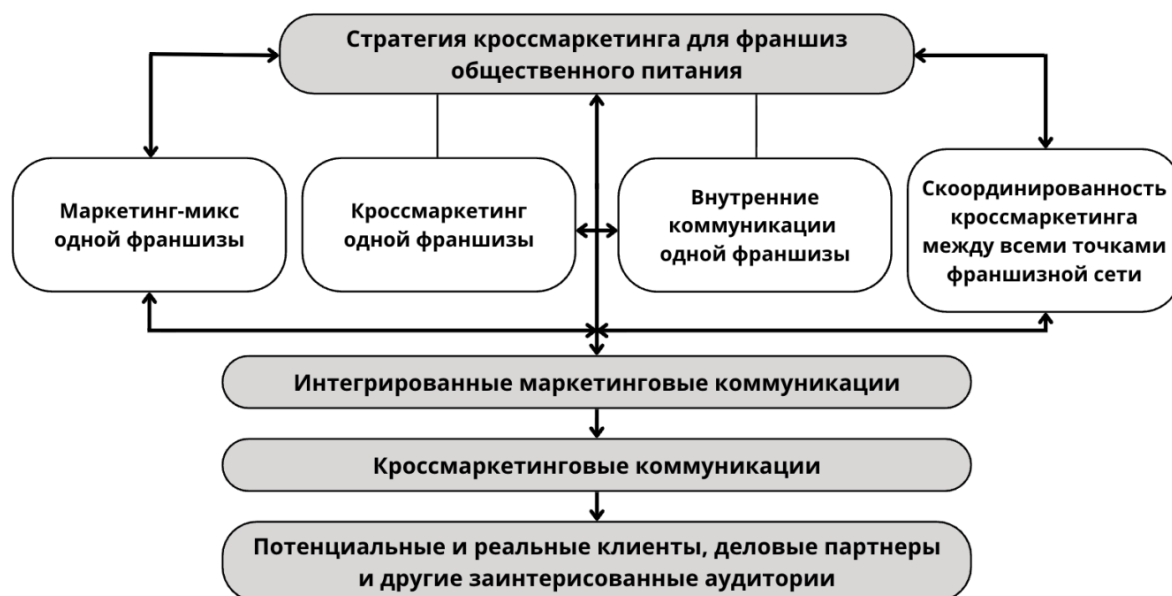 Стратегия кроссмаркетинга для франшиз
общественного питания
Маркетинг-микс
одной франшизы
Кроссмаркетинг
одной франшизы
Внутренние
коммуникации
одной франшизы
Скоординированность
кроссмаркетинга
между всеми точками
франшизной сети
Интегрированные маркетинговые коммуникации
Кроссмаркетинговые коммуникации
Потенциальные и реальные клиенты, деловые партнеры
и другие заинтерисованные аудитории